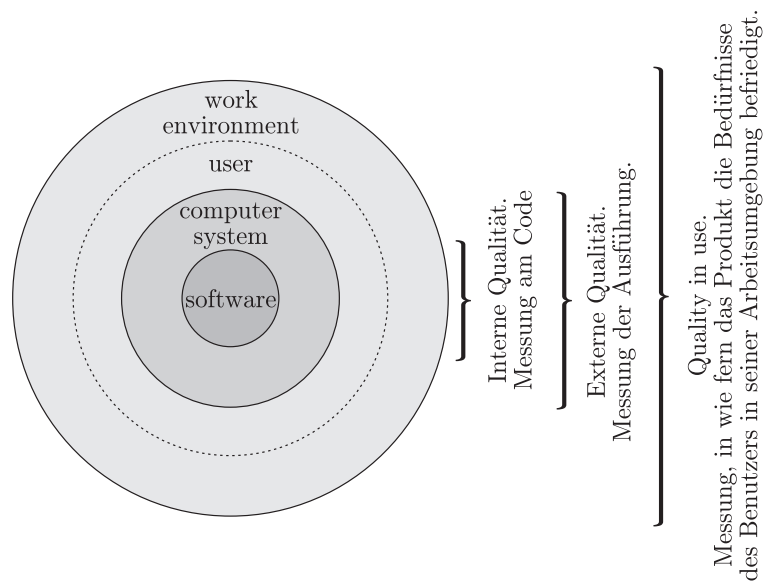 work
environment
user
computer
system
software
Interne Qualität.
Messung am Code
Externe Qualität.
Messung der Ausführung.
Quality in use.
Messung, in wie fern das Produkt die Bedürfnisse
des Benutzers in seiner Arbeitsumgebung befriedigt.